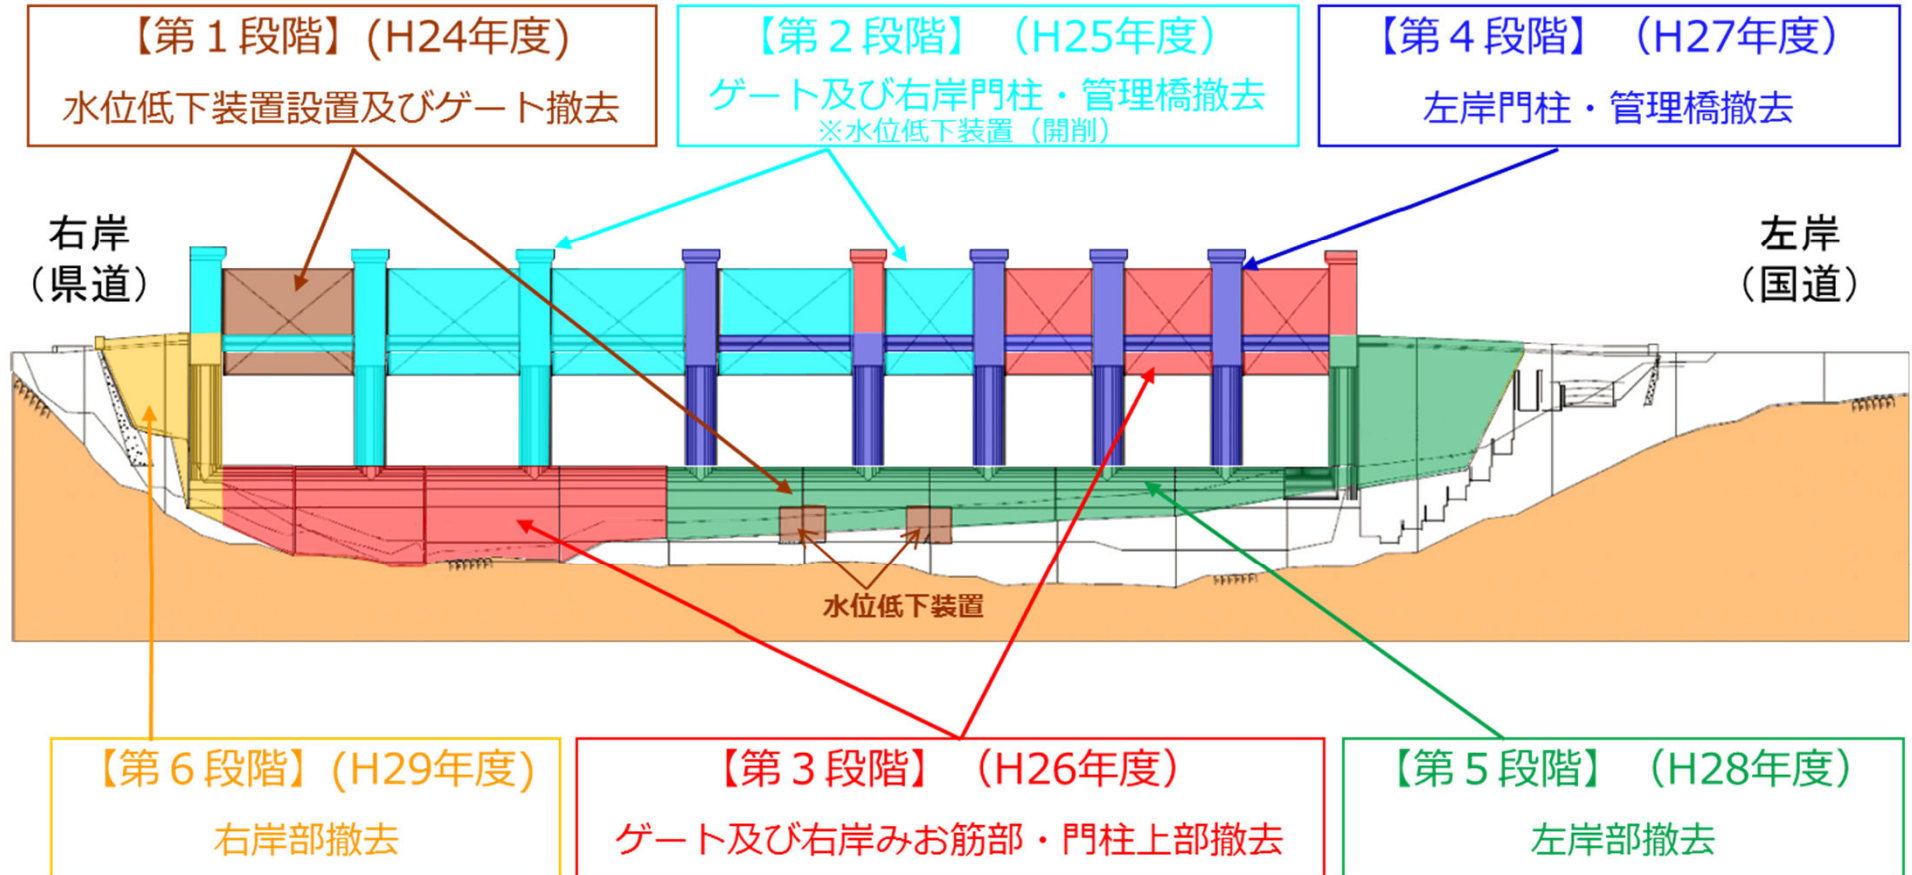 【第１段階】(H24年度)
水位低下装置設置及びゲート撤去
【第２段階】（H25年度）
ゲート及び右岸門柱・管理橋撤去
※水位低下装置（開削）
【第４段階】（H27年度）
左岸門柱・管理橋撤去
右岸
（県道）
左岸
（国道）
水位低下装置
【第６段階】(H29年度)
右岸部撤去
【第３段階】（H26年度）
ゲート及び右岸みお筋部・門柱上部撤去
【第５段階】（H28年度）
左岸部撤去